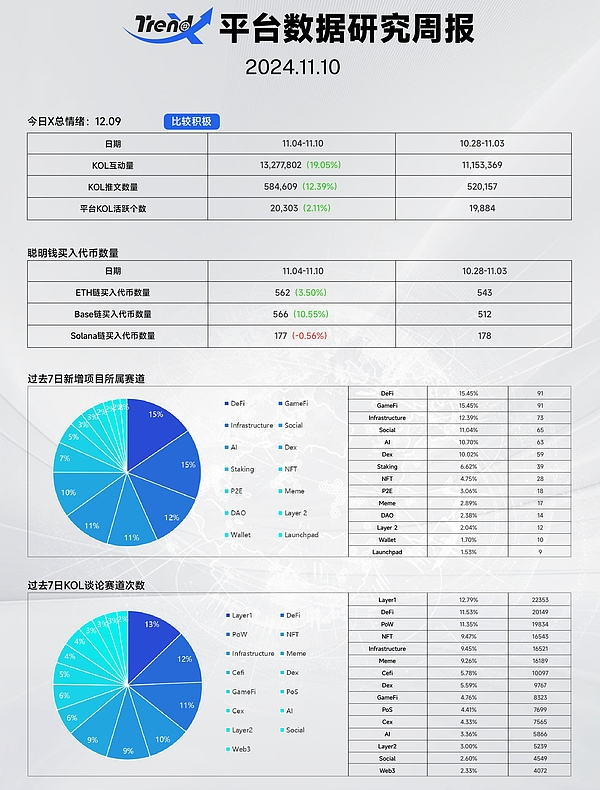 TrendX 平台数据研究周报
2024.11.10
今日X总情绪：12.09 比较积极
日期 11.04-11.10 10.28-11.03
KOL互动量 13,277,802 (19.05%) 11,153,369
KOL推文数量 584,609 (12.39%) 520,157
平台KOL活跃个数 20,303 (2.11%) 19,884
聪明钱买入代币数量
日期 11.04-11.10 10.28-11.03
ETH链买入代币数量 562 (3.50%) 543
Base链买入代币数量 566 (10.55%) 512
Solana链买入代币数量 177 (-0.56%) 178
过去7日新增项目所属赛道
15%
15%
12%
11%
11%
10%
7%
5%
3%
3%
2%
2%
2%
2%
DeFi GameFi
Infrastructure Social
AI Dex
Staking NFT
P2E Meme
DAO Layer 2
Wallet Launchpad
DeFi 15.45% 91
GameFi 15.45% 91
Infrastructure 12.39% 73
Social 11.04% 65
AI 10.70% 63
Dex 10.02% 59
Staking 6.62% 39
NFT 4.75% 28
P2E 3.06% 18
Meme 2.89% 17
DAO 2.38% 14
Layer 2 2.04% 12
Wallet 1.70% 10
Launchpad 1.53% 9
过去7日KOL谈论赛道次数
13%
12%
11%
10%
9%
9%
6%
6%
5%
4%
4%
3%
3%
3%
2%
Layer1 DeFi
PoW NFT
Infrastructure Meme
Cefi Dex
GameFi PoS
Cex AI
Layer2 Social
Web3
Layer1 12.79% 22353
DeFi 11.53% 20149
PoW 11.35% 19834
NFT 9.47% 16543
Infrastructure 9.45% 16521
Meme 9.26% 16189
Cefi 5.78% 10097
Dex 5.59% 9767
GameFi 4.76% 8323
PoS 4.41% 7699
Cex 4.33% 7565
AI 3.36% 5866
Layer2 3.00% 5239
Social 2.60% 4549
Web3 2.33% 4072